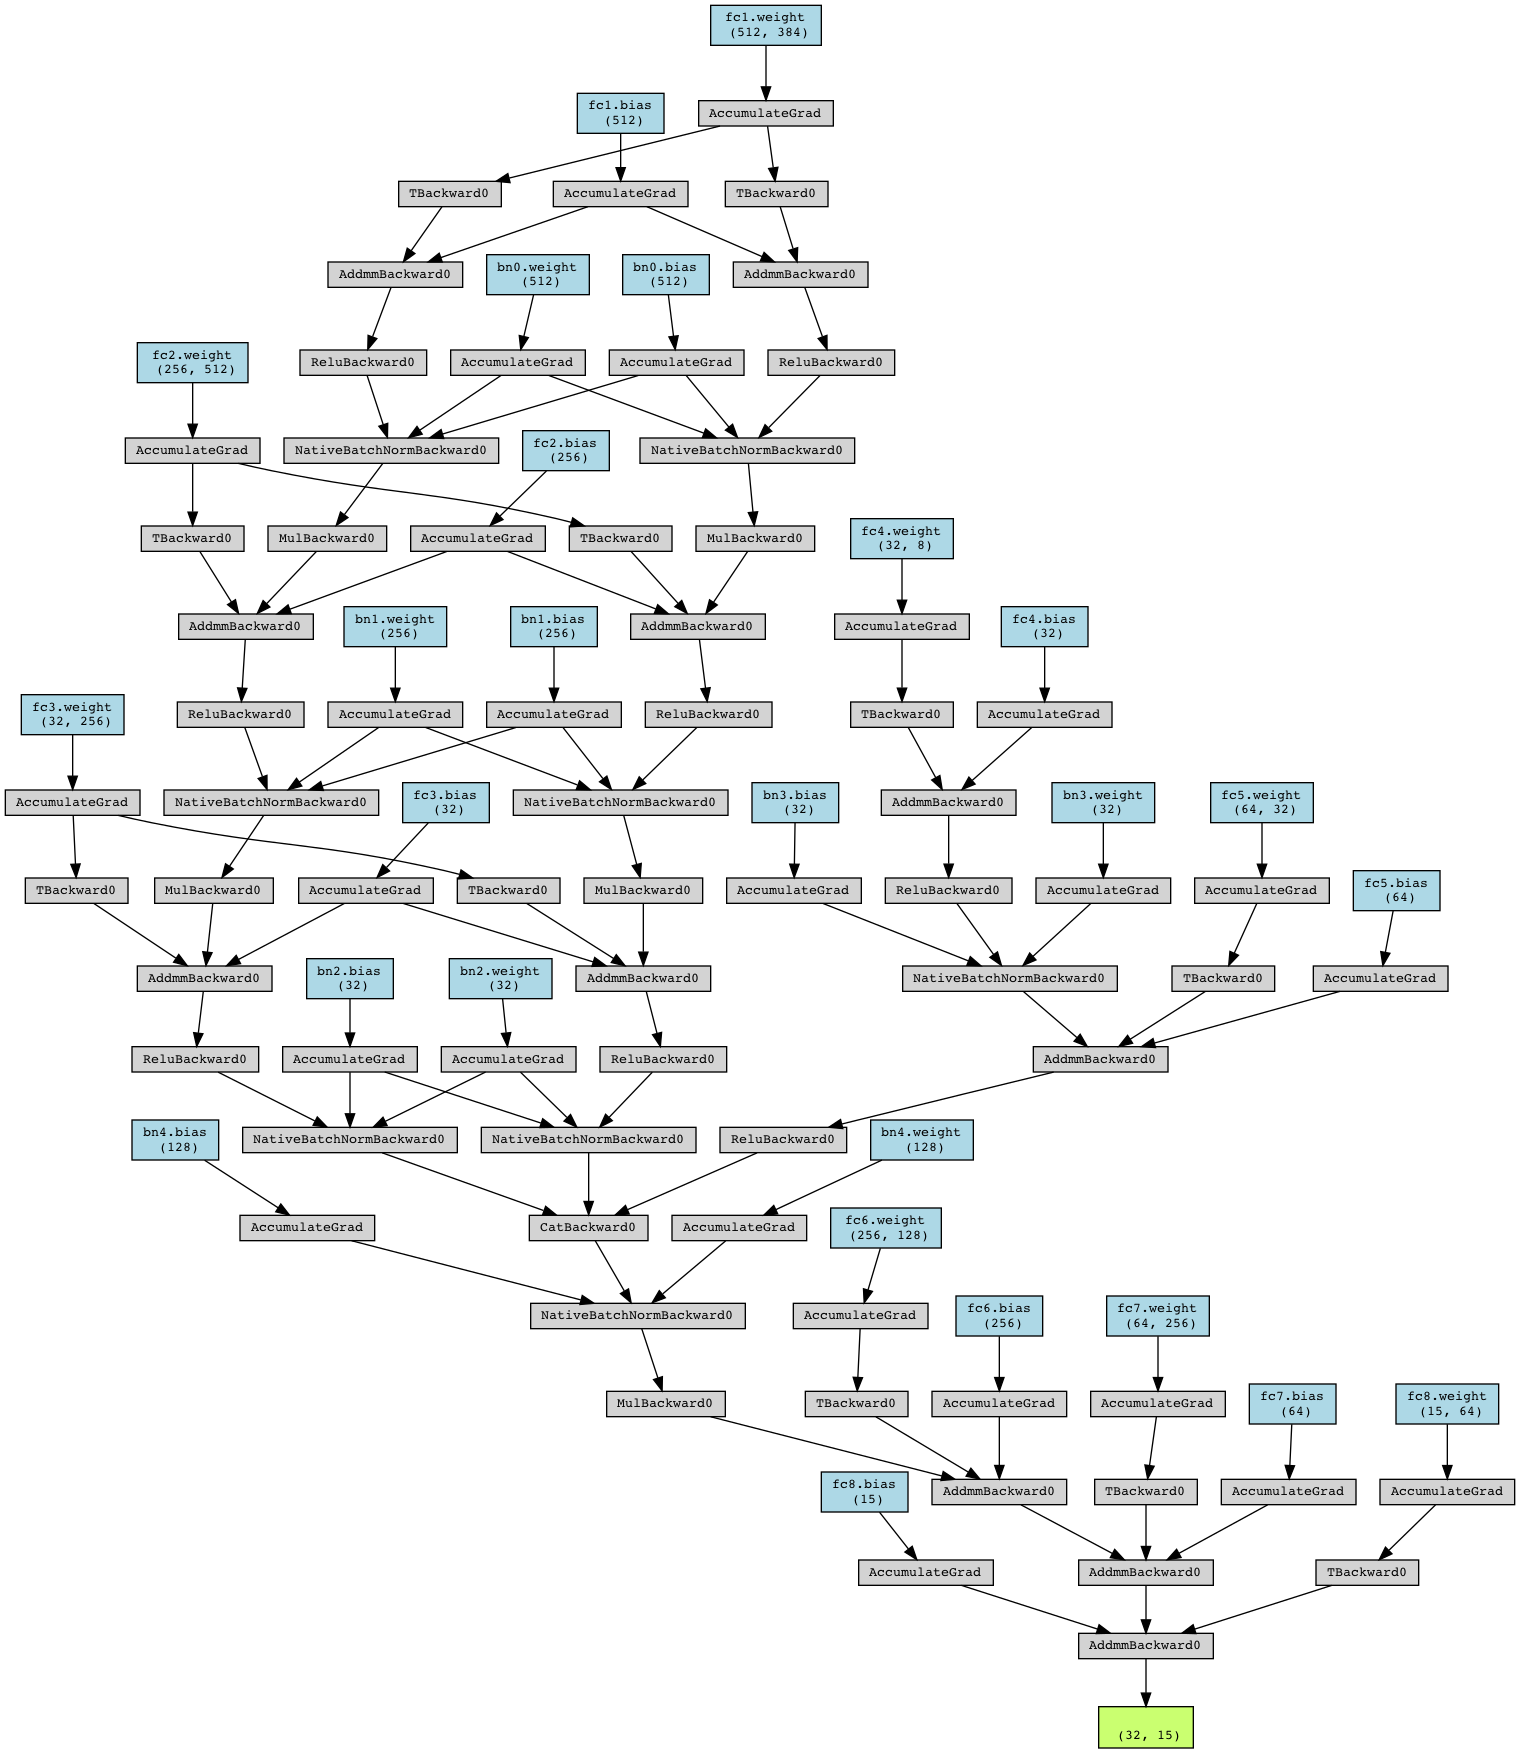 fc1.weight
(512, 384)
fc1.bias
(512)
AccumulateGrad
TBackward0
AccumulateGrad
TBackward0
AddmmBackward0
bn0.weight
(512)
bn0.bias
(512)
AddmmBackward0
fc2.weight
(256, 512)
ReluBackward0
AccumulateGrad
AccumulateGrad
ReluBackward0
AccumulateGrad
NativeBatchNormBackward0
fc2.bias
(256)
NativeBatchNormBackward0
TBackward0
MulBackward0
AccumulateGrad
TBackward0
MulBackward0
fc4.weight
(32, 8)
AddmmBackward0
bn1.weight
(256)
bn1.bias
(256)
AddmmBackward0
AccumulateGrad
fc4.bias
(32)
fc3.weight
(32, 256)
ReluBackward0
AccumulateGrad
AccumulateGrad
ReluBackward0
TBackward0
AccumulateGrad
AccumulateGrad
NativeBatchNormBackward0
fc3.bias
(32)
NativeBatchNormBackward0
bn3.bias
(32)
AddmmBackward0
bn3.weight
(32)
fc5.weight
(64, 32)
TBackward0
MulBackward0
AccumulateGrad
TBackward0
MulBackward0
AccumulateGrad
ReluBackward0
AccumulateGrad
AccumulateGrad
fc5.bias
(64)
AddmmBackward0
bn2.bias
(32)
bn2.weight
(32)
AddmmBackward0
NativeBatchNormBackward0
TBackward0
AccumulateGrad
ReluBackward0
AccumulateGrad
AccumulateGrad
ReluBackward0
AddmmBackward0
bn4.bias
(128)
NativeBatchNormBackward0
NativeBatchNormBackward0
ReluBackward0
bn4.weight
(128)
AccumulateGrad
CatBackward0
AccumulateGrad
fc6.weight
(256, 128)
NativeBatchNormBackward0
AccumulateGrad
fc6.bias
(256)
fc7.weight
(64, 256)
MulBackward0
TBackward0
AccumulateGrad
AccumulateGrad
fc7.bias
(64)
fc8.weight
(15, 64)
fc8.bias
(15)
AddmmBackward0
TBackward0
AccumulateGrad
AccumulateGrad
AccumulateGrad
AddmmBackward0
TBackward0
AddmmBackward0
(32, 15)